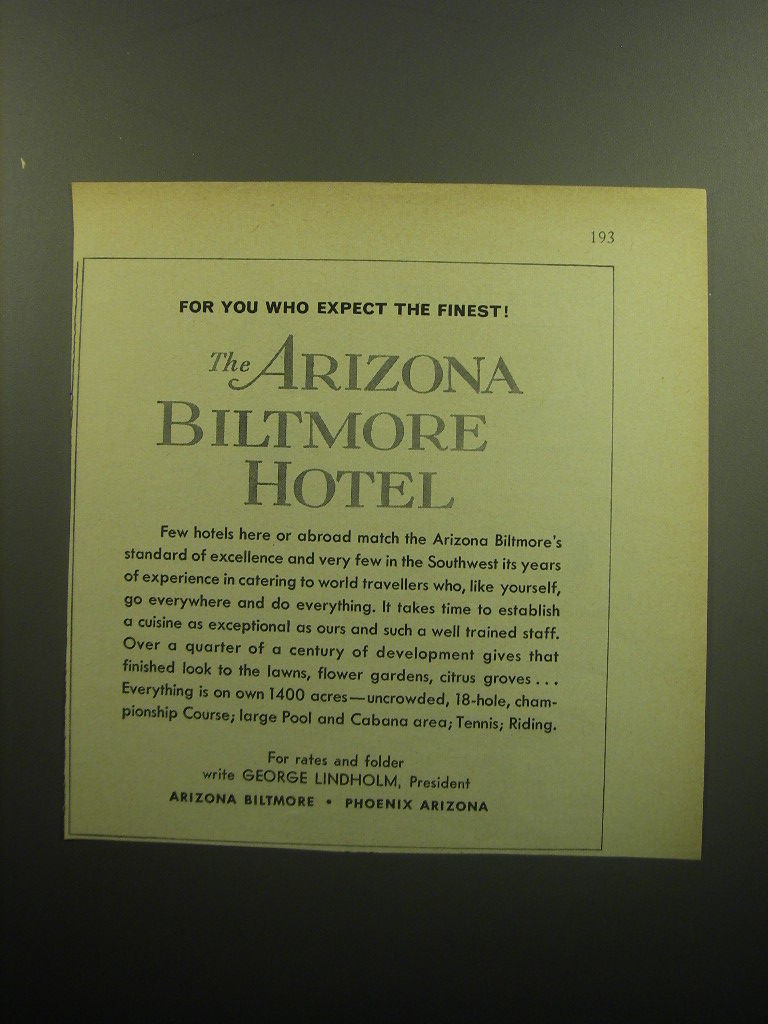 193
FOR YOU WHO EXPECT THE FINEST!
The ARIZONA
BILTMORE
HOTEL
Few hotels here or abroad match the Arizona Biltmore's
standard of excellence and very few in the Southwest its years
of experience in catering to world travellers who, like yourself,
go everywhere and do everything. It takes time to establish
a cuisine as exceptional as ours and such a well trained staff.
Over a quarter of a century of development gives that
finished look to the lawns, flower gardens, citrus groves . . .
Everything is on own 1400 acres—uncrowded, 18-hole, cham-
pionship Course; large Pool and Cabana area; Tennis; Riding.
For rates and folder
write GEORGE LINDHOLM, President
ARIZONA BILTMORE • PHOENIX ARIZONA